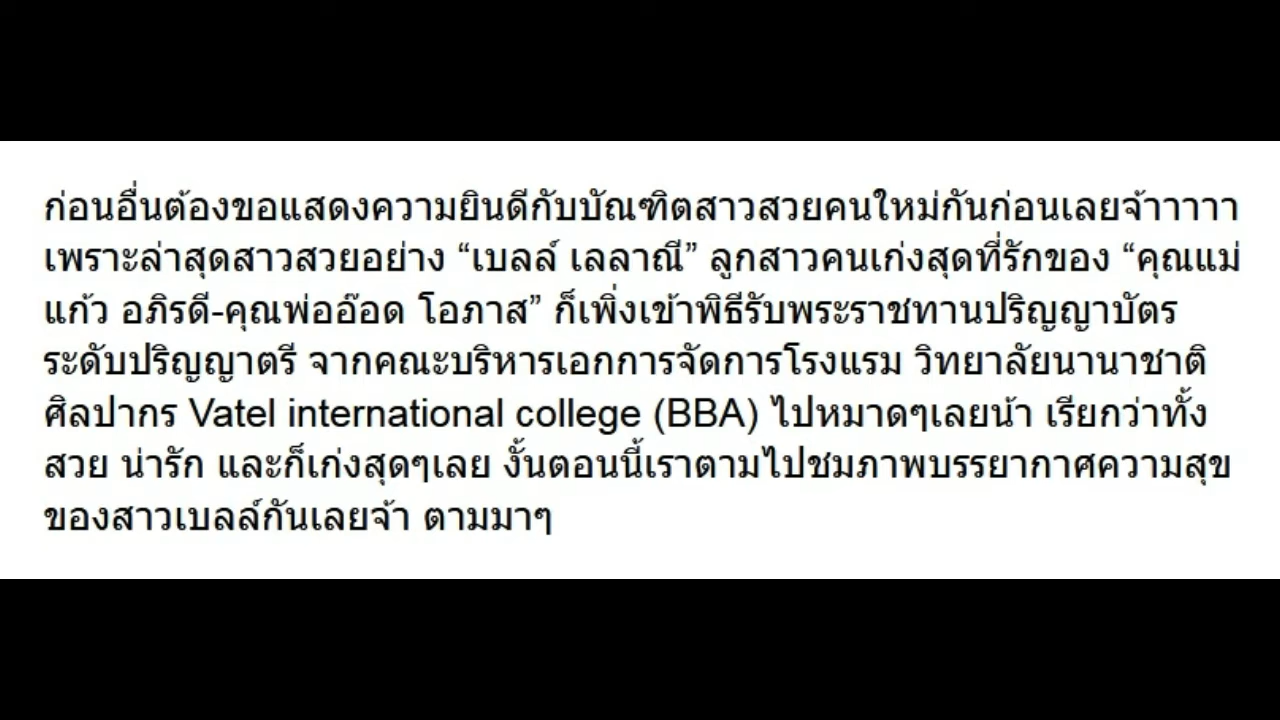 ก่อนอื่นต้องขอแสดงความยินดีกับบัณฑิตสาวสวยคนใหม่กันก่อนเลยจ้าาาาา
เพราะล่าสุดสาวสวยอย่าง “เบลล์ เลลาณี” ลูกสาวคนเก่งสุดที่รักของ “คุณแม่
แก้ว อภิรดี-คุณพ่ออ๊อด โอภาส” ก็เพิ่งเข้าพิธีรับพระราชทานปริญญาบัตร
ระดับปริญญาตรี จากคณะบริหารเอกการจัดการโรงแรม วิทยาลัยนานาชาติ
ศิลปากร Vatel international college (BBA) ไปหมาดๆเลยน้า เรียกว่าทั้ง
สวย น่ารัก และก็เก่งสุดๆเลย งั้นตอนนี้เราตามไปชมภาพบรรยากาศความสุข
ของสาวเบลล์กันเลยจ้า ตามมาๆ